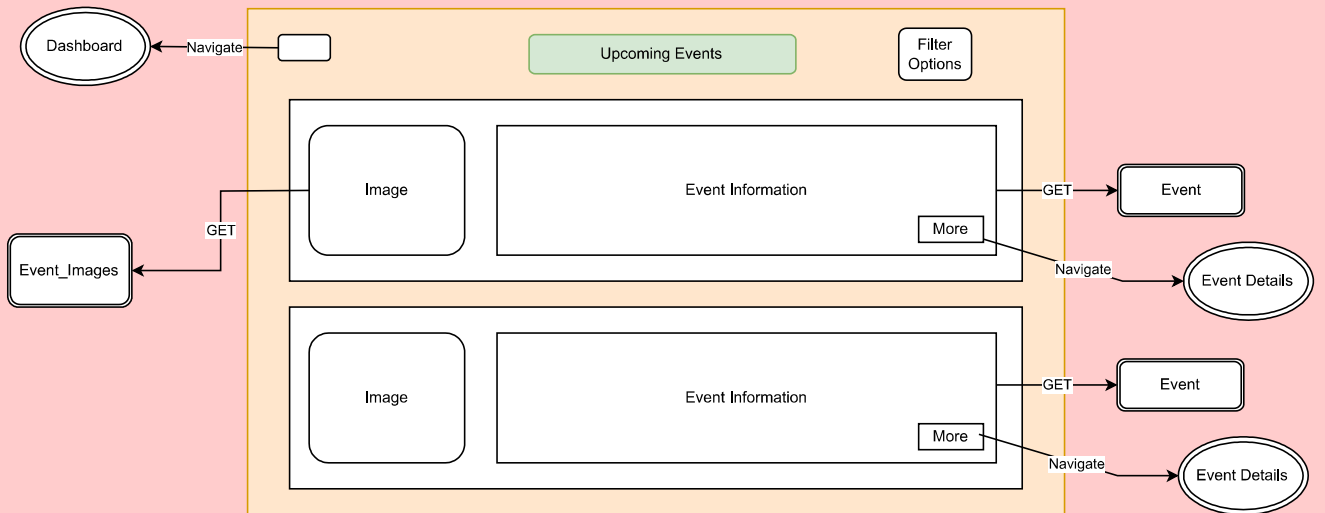 Dashboard
Navigate
Upcoming Events
Filter
Options
Image
Event Information
More
GET
Event
GET
Event_Images
Navigate
Event Details
Image
Event Information
More
GET
Event
Navigate
Event Details